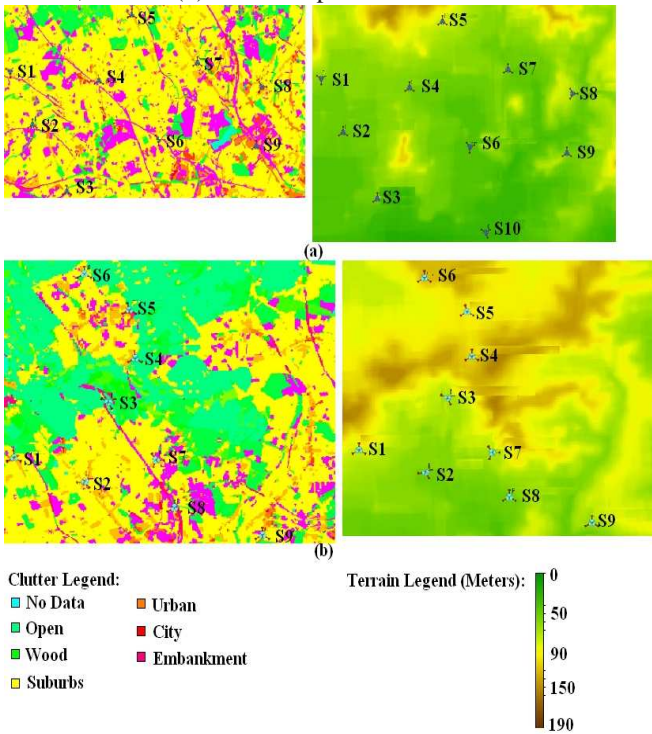 S5
S1
S4
S7
S8
S2
S6
S9
S3
S5
S1
S4
S7
S8
S2
S6
S9
S3
S10
(a)
S6
S5
S4
S3
S1
S2
S7
S8
S9
S6
S5
S4
S3
S1
S2
S7
S8
S9
(b)
Clutter Legend:
No Data
Open
Wood
Suburbs
Urban
City
Embankment
Terrain Legend (Meters):
0
50
90
150
190